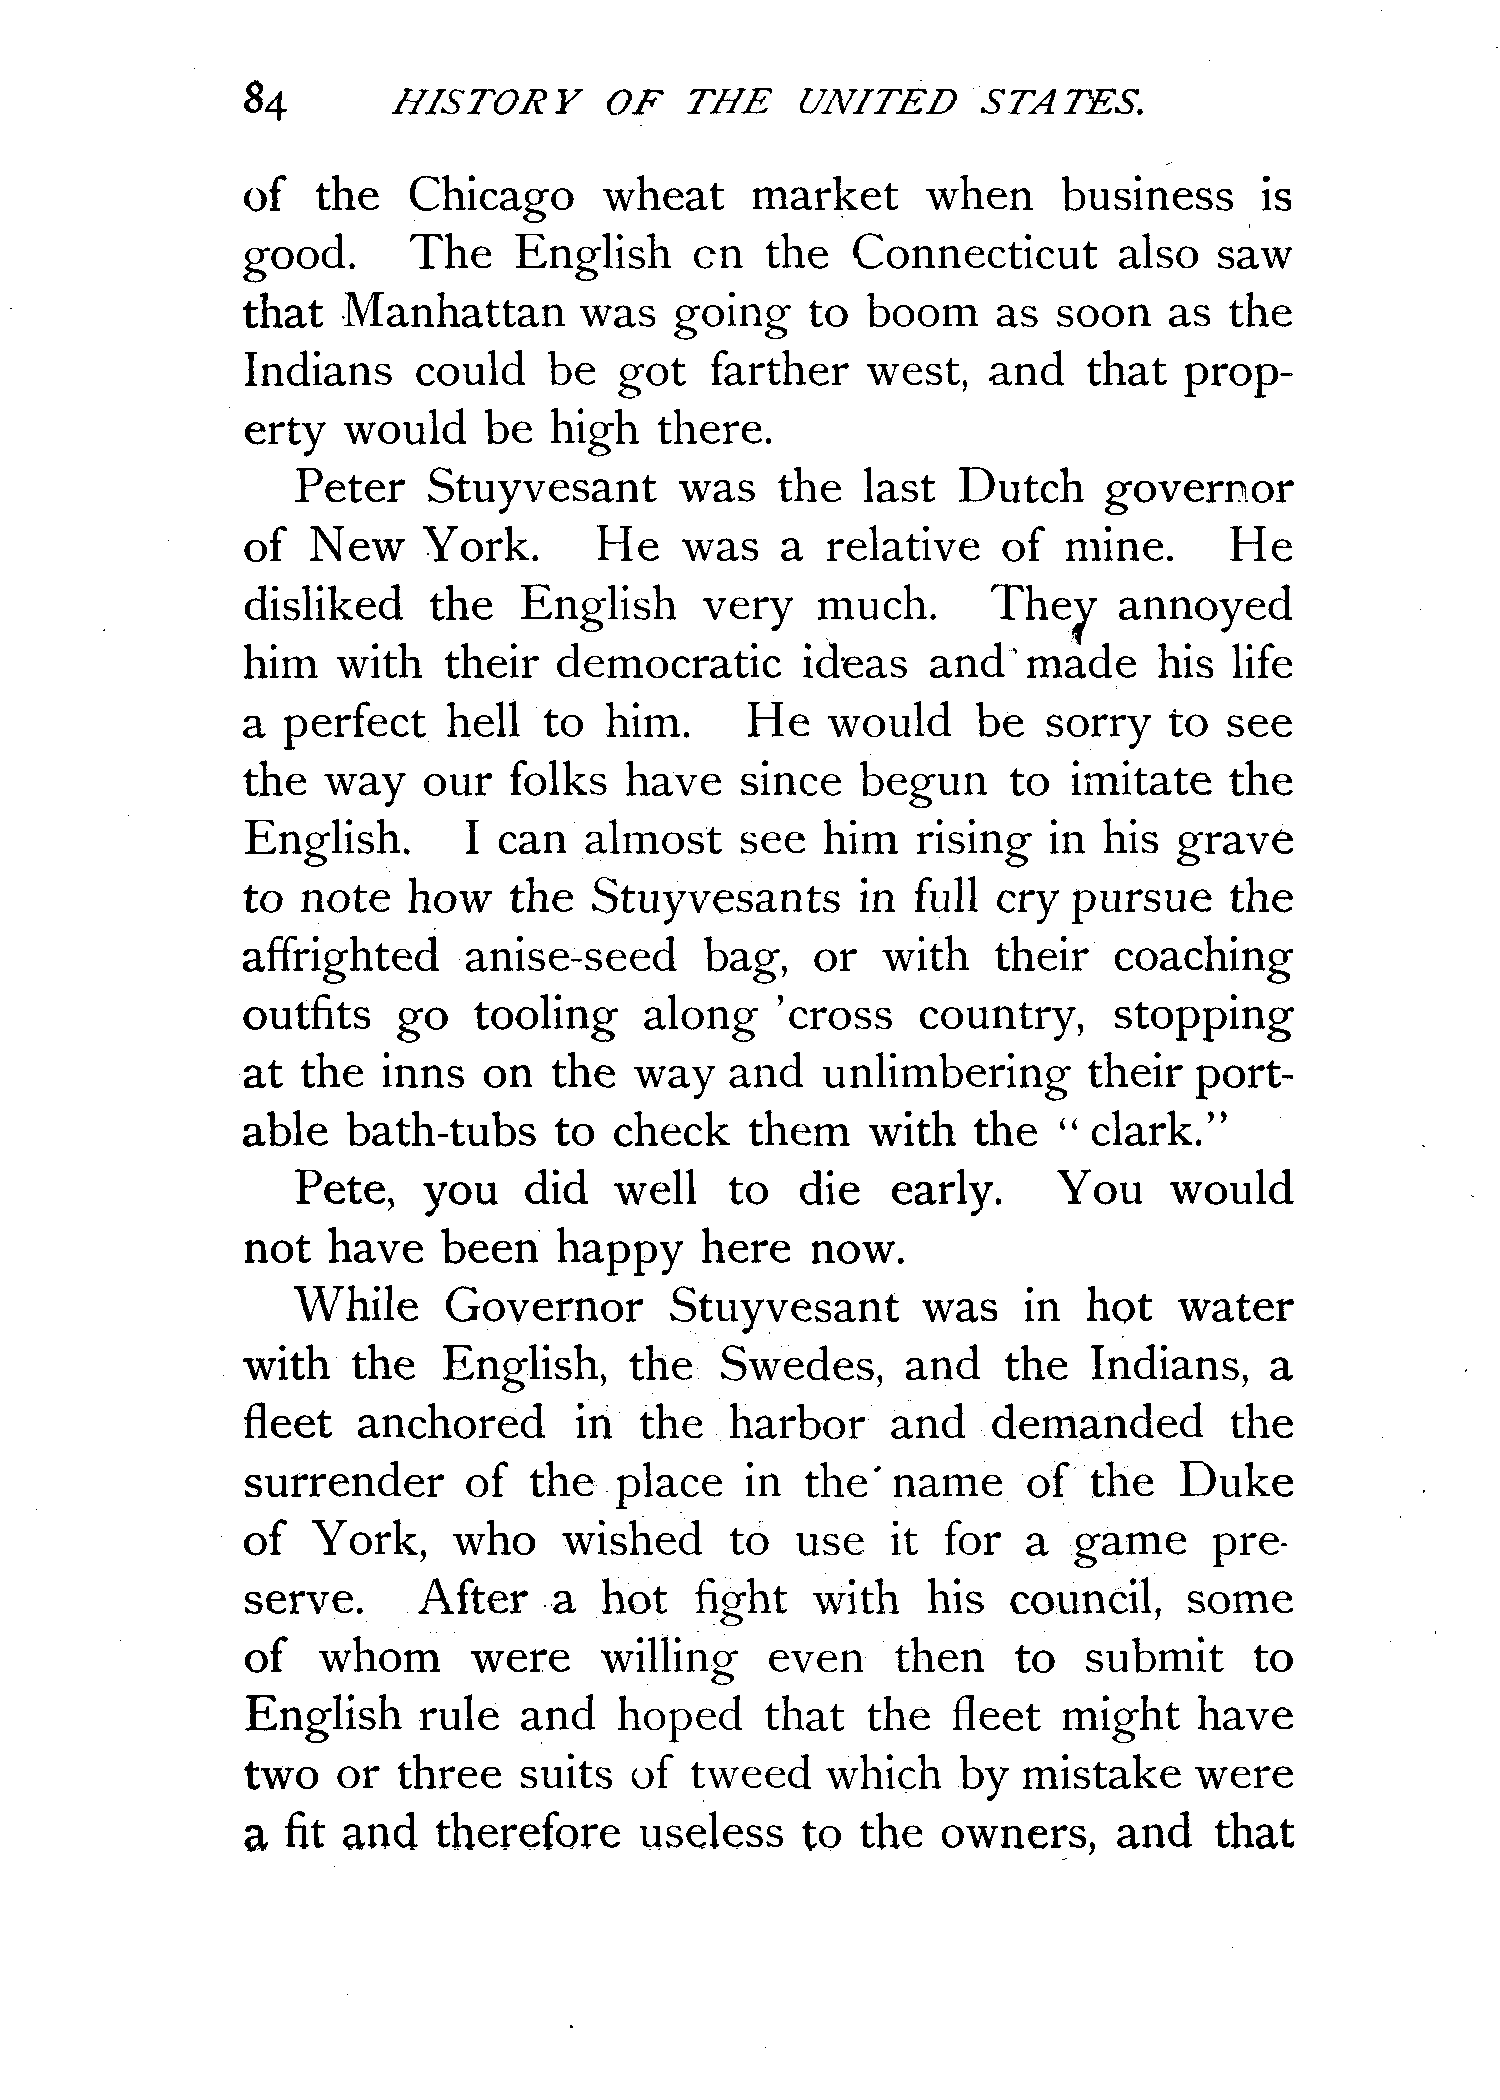 84 HISTORY OF THE UNITED STATES.
of the Chicago wheat market when business is
good. The English cn the Connecticut also saw
that Manhattan was going to boom as soon as the
Indians could be got farther west, and that prop-
erty would be high there.
Peter Stuyvesant was the last Dutch governor
of New York. He was a relative of mine. He
disliked the English very much. They annoyed
him with their democratic ideas and made his life
a perfect hell to him. He would be sorry to see
the way our folks have since begun to imitate the
English. I can almost see him rising in his grave
to note how the Stuyvesants in full cry pursue the
affrighted anise-seed bag, or with their coaching
outfits go tooling along 'cross country, stopping
at the inns on the way and unlimbering their port-
able bath-tubs to check them with the “ clark.”
Pete, you did well to die early. You would
not have been happy here now.
While Governor Stuyvesant was in hot water
with the English, the Swedes, and the Indians, a
fleet anchored in the harbor and demanded the
surrender of the place in the name of the Duke
of York, who wished to use it for a game pre-
serve. After a hot fight with his council, some
of whom were willing even then to submit to
English rule and hoped that the fleet might have
two or three suits of tweed which by mistake were
a fit and therefore useless to the owners, and that